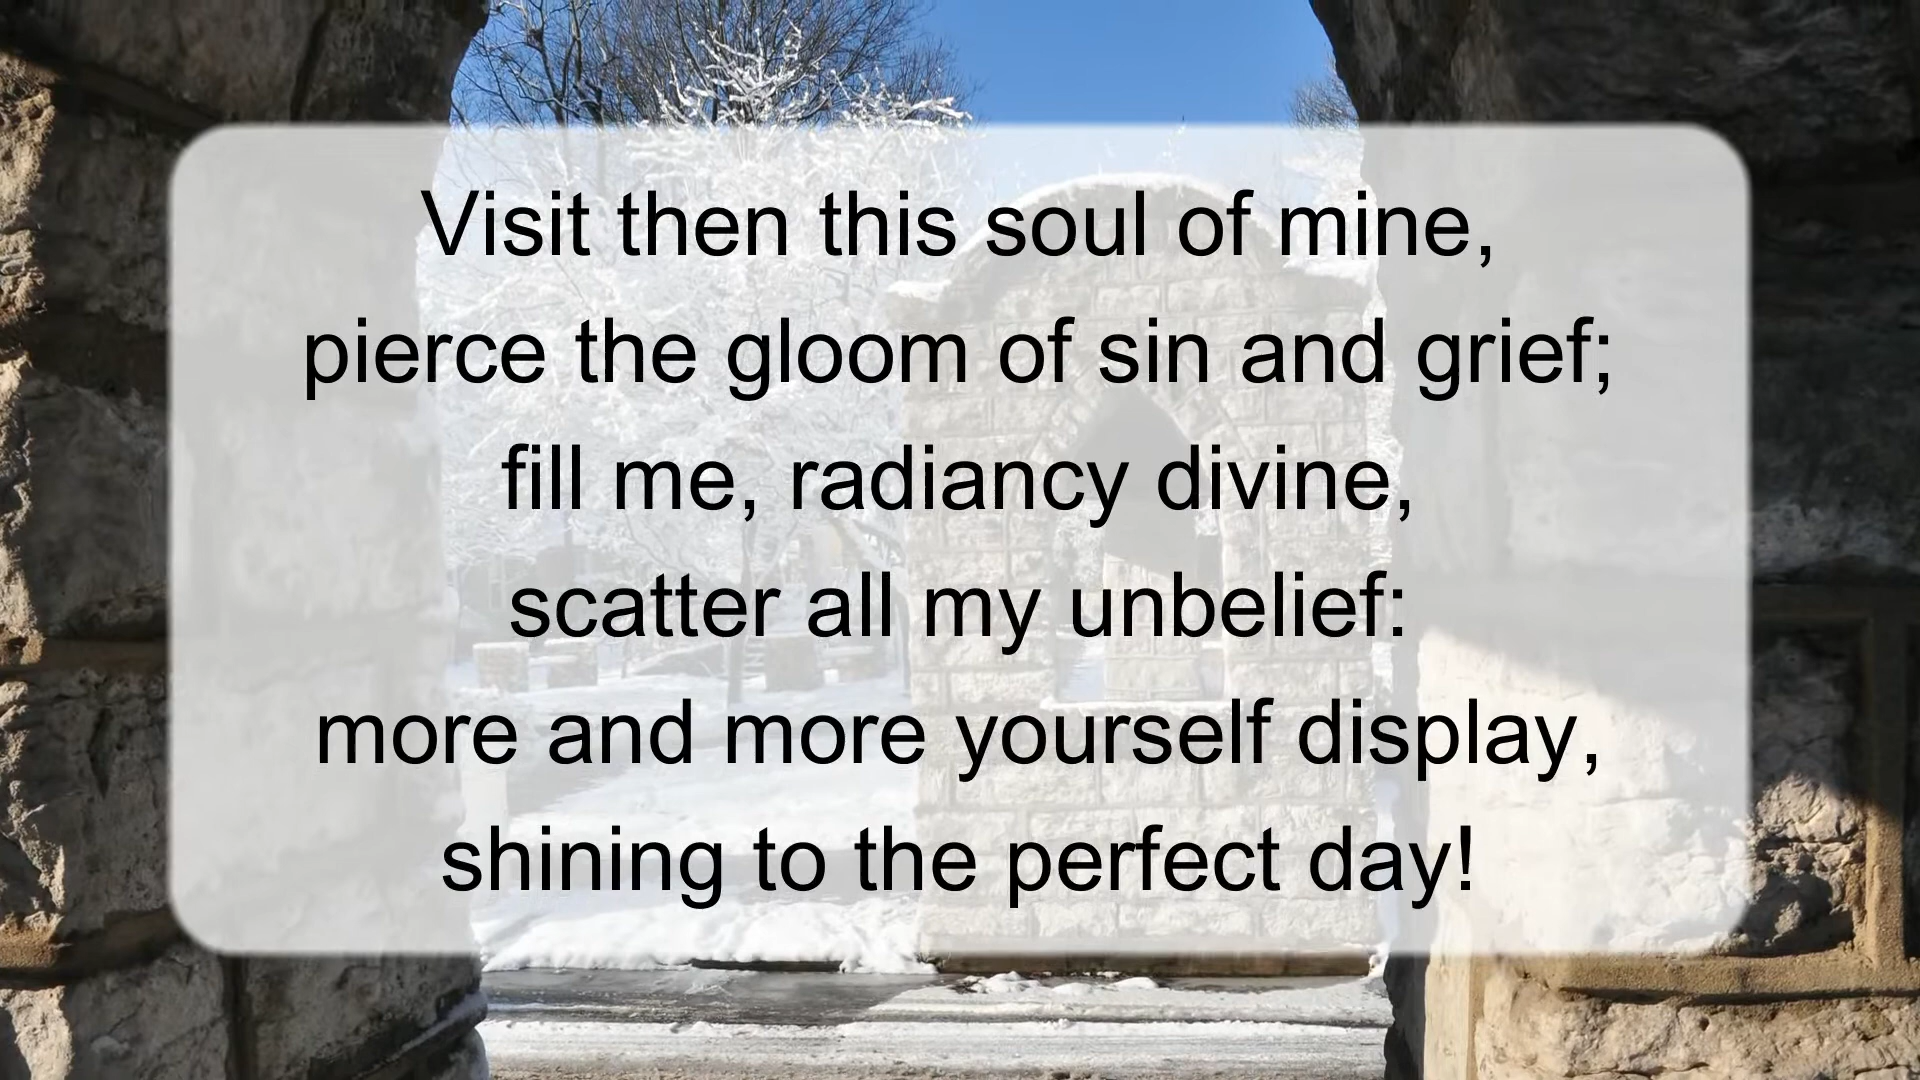 Visit then this soul of mine,
pierce the gloom of sin and grief;
fill me, radiancy divine,
scatter all my unbelief:
more and more yourself display,
shining to the perfect day!